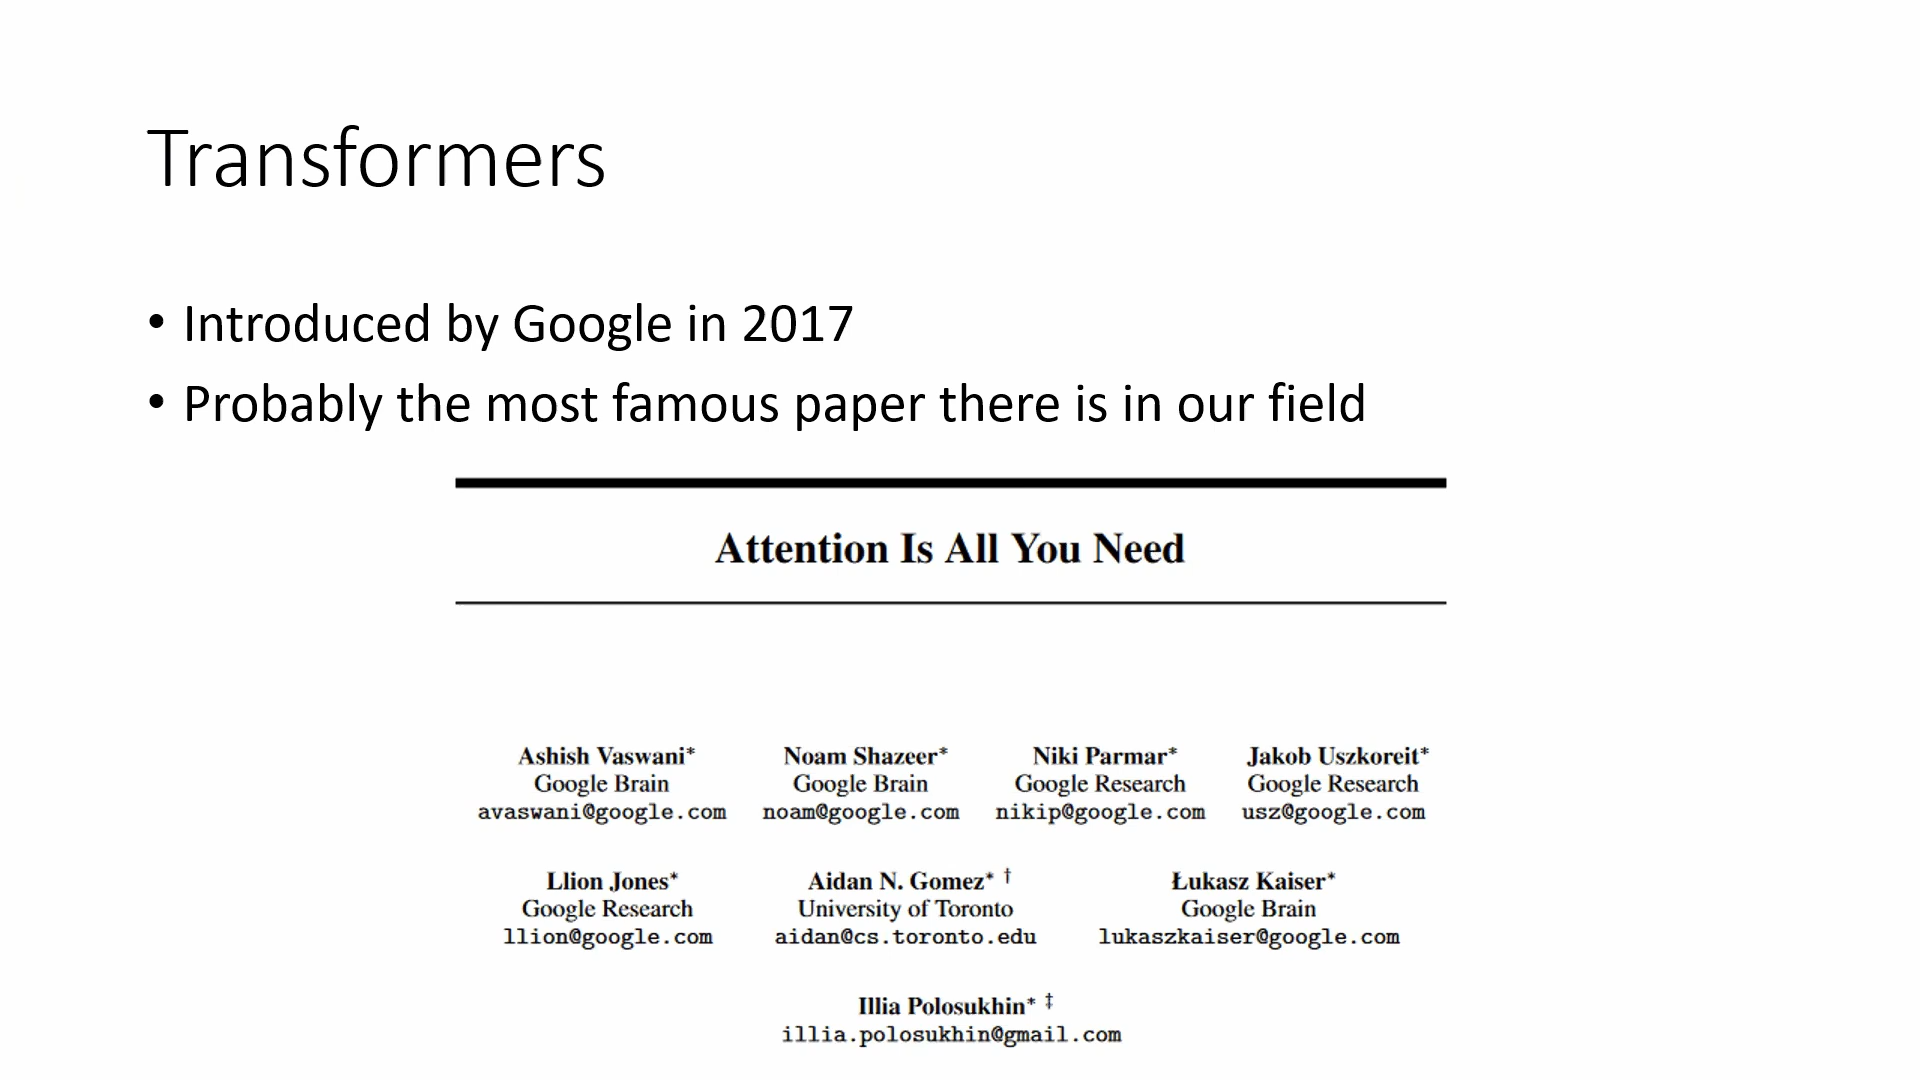 Transformers
• Introduced by Google in 2017
• Probably the most famous paper there is in our field
Attention Is All You Need
Ashish Vaswani* Noam Shazeer* Niki Parmar* Jakob Uszkoreit*
Google Brain Google Brain Google Research Google Research
avaswani@google.com noam@google.com nikip@google.com usz@google.com
Llion Jones* Aidan N. Gomez* † Łukasz Kaiser*
Google Research University of Toronto Google Brain
llion@google.com aidan@cs.toronto.edu lukaszkaiser@google.com
Illia Polosukhin* ‡
illia.polosukhin@gmail.com